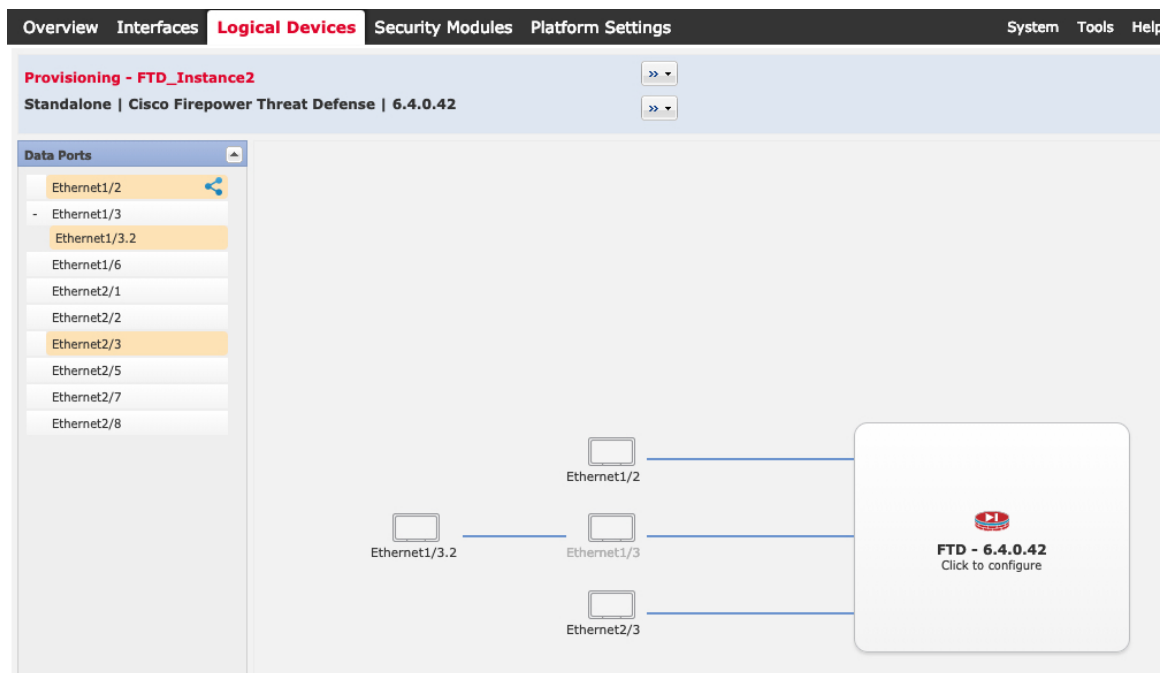 Overview Interfaces Logical Devices Security Modules Platform Settings System Tools Help
Provisioning - FTD_Instance2
Standalone | Cisco Firepower Threat Defense | 6.4.0.42
Data Ports
Ethernet1/2
- Ethernet1/3
Ethernet1/3.2
Ethernet1/6
Ethernet2/1
Ethernet2/2
Ethernet2/3
Ethernet2/5
Ethernet2/7
Ethernet2/8
Ethernet1/2
Ethernet1/3.2
Ethernet1/3
Ethernet2/3
FTD - 6.4.0.42
Click to configure